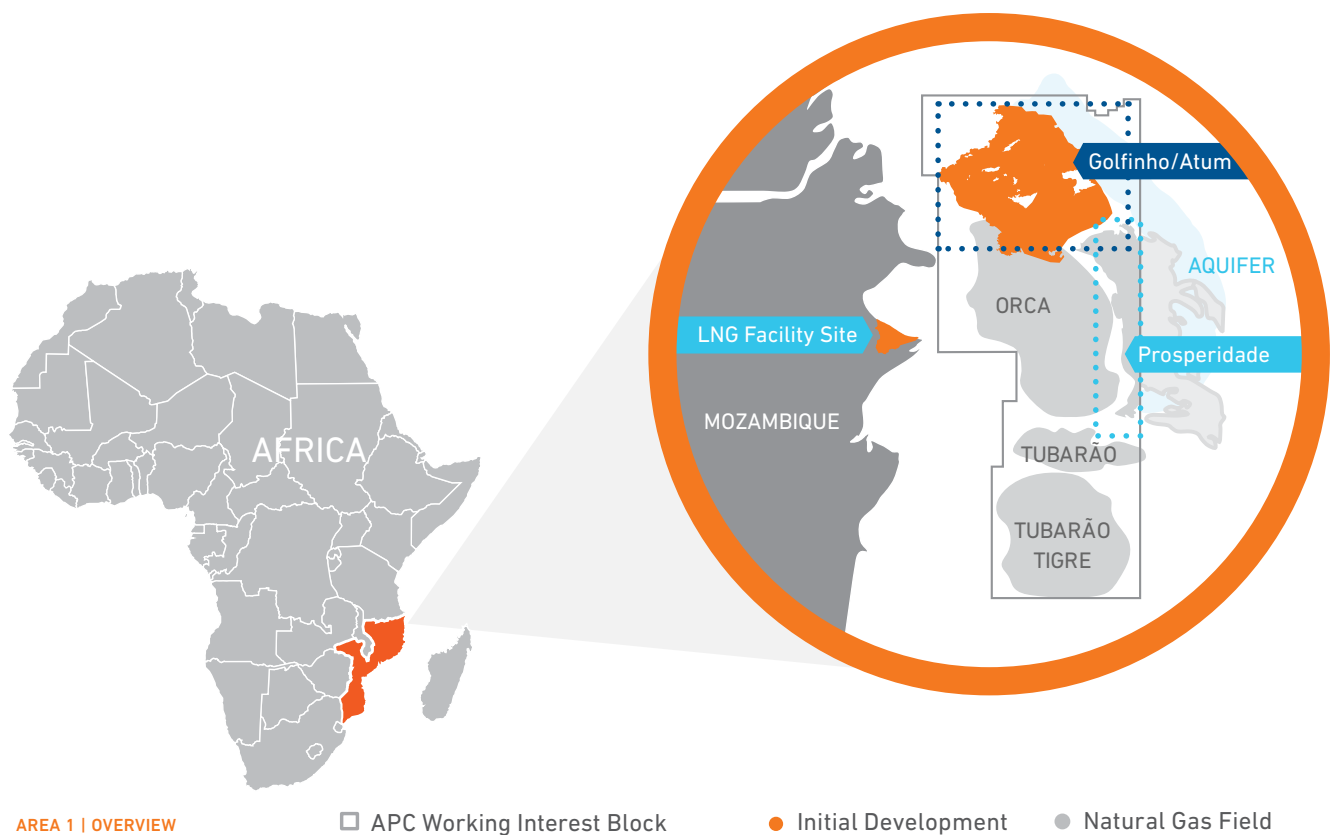 AFRICA
Golfinho/Atum
AQUIFER
ORCA
LNG Facility Site
Prosperidade
MOZAMBIQUE
TUBARÃO
TUBARÃO
TIGRE
AREA 1 | OVERVIEW
APC Working Interest Block
Initial Development
Natural Gas Field